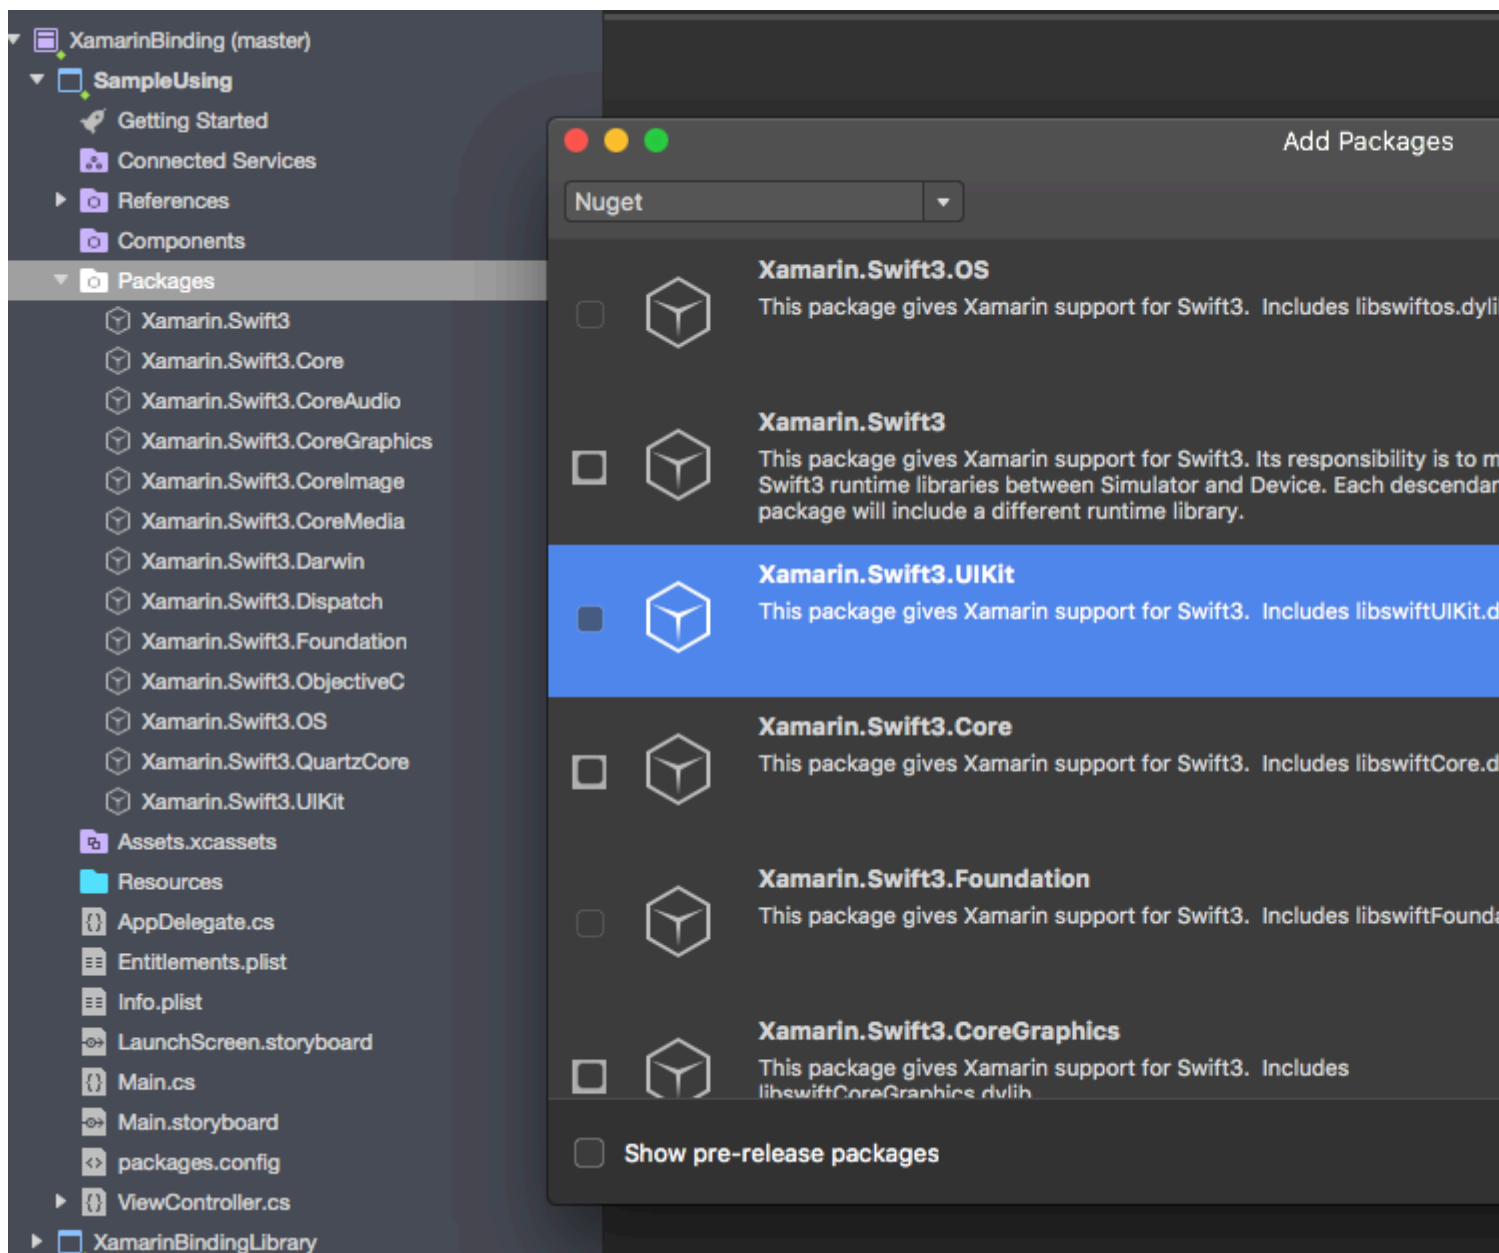 XamarinBinding (master)
SampleUsing
Getting Started
Connected Services
References
Components
Packages
Xamarin.Swift3
Xamarin.Swift3.Core
Xamarin.Swift3.CoreAudio
Xamarin.Swift3.CoreGraphics
Xamarin.Swift3.CoreImage
Xamarin.Swift3.CoreMedia
Xamarin.Swift3.Darwin
Xamarin.Swift3.Dispatch
Xamarin.Swift3.Foundation
Xamarin.Swift3.ObjectiveC
Xamarin.Swift3.OS
Xamarin.Swift3.QuartzCore
Xamarin.Swift3.UIKit
Assets.xcassets
Resources
AppDelegate.cs
Entitlements.plist
Info.plist
LaunchScreen.storyboard
Main.cs
Main.storyboard
packages.config
ViewController.cs
XamarinBindingLibrary
Add Packages
Nuget
Xamarin.Swift3.OS
This package gives Xamarin support for Swift3. Includes libswiftos.dyli
Xamarin.Swift3
This package gives Xamarin support for Swift3. Its responsibility is to m
Swift3 runtime libraries between Simulator and Device. Each descendan
package will include a different runtime library.
Xamarin.Swift3.UIKit
This package gives Xamarin support for Swift3. Includes libswiftUIKit.d
Xamarin.Swift3.Core
This package gives Xamarin support for Swift3. Includes libswiftCore.d
Xamarin.Swift3.Foundation
This package gives Xamarin support for Swift3. Includes libswiftFounda
Xamarin.Swift3.CoreGraphics
This package gives Xamarin support for Swift3. Includes
libswiftCoreGraphics.dylib
Show pre-release packages